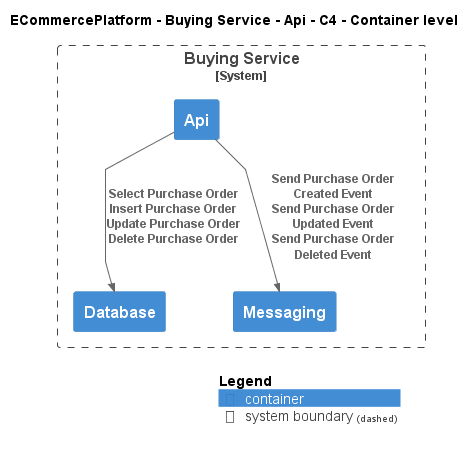 ECommercePlatform - Buying Service - Api - C4 - Container level
Buying Service
[System]
Api
Select Purchase Order
Insert Purchase Order
Update Purchase Order
Delete Purchase Order
Send Purchase Order
Created Event
Send Purchase Order
Updated Event
Send Purchase Order
Deleted Event
Database
Messaging
Legend
container
system boundary (dashed)